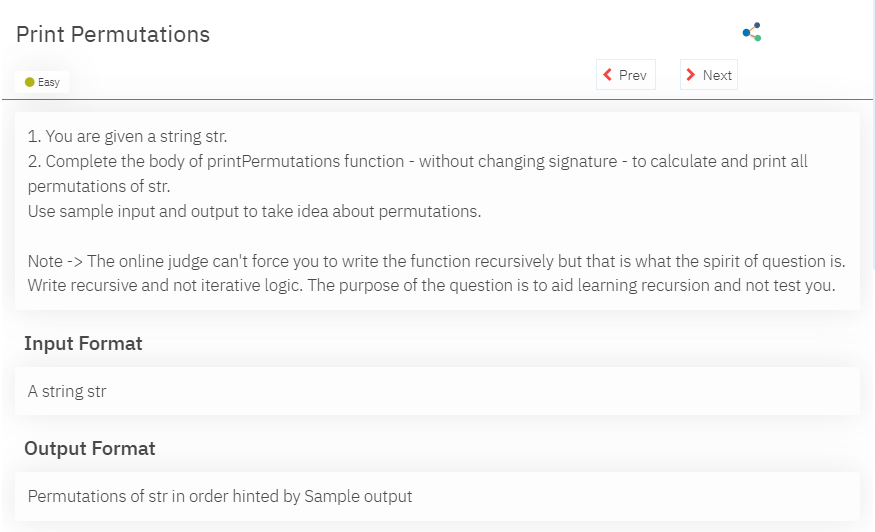 Print Permutations
Easy
Prev
Next
1. You are given a string str.
2. Complete the body of printPermutations function - without changing signature - to calculate and print all
permutations of str.
Use sample input and output to take idea about permutations.
Note -> The online judge can't force you to write the function recursively but that is what the spirit of question is.
Write recursive and not iterative logic. The purpose of the question is to aid learning recursion and not test you.
Input Format
A string str
Output Format
Permutations of str in order hinted by Sample output